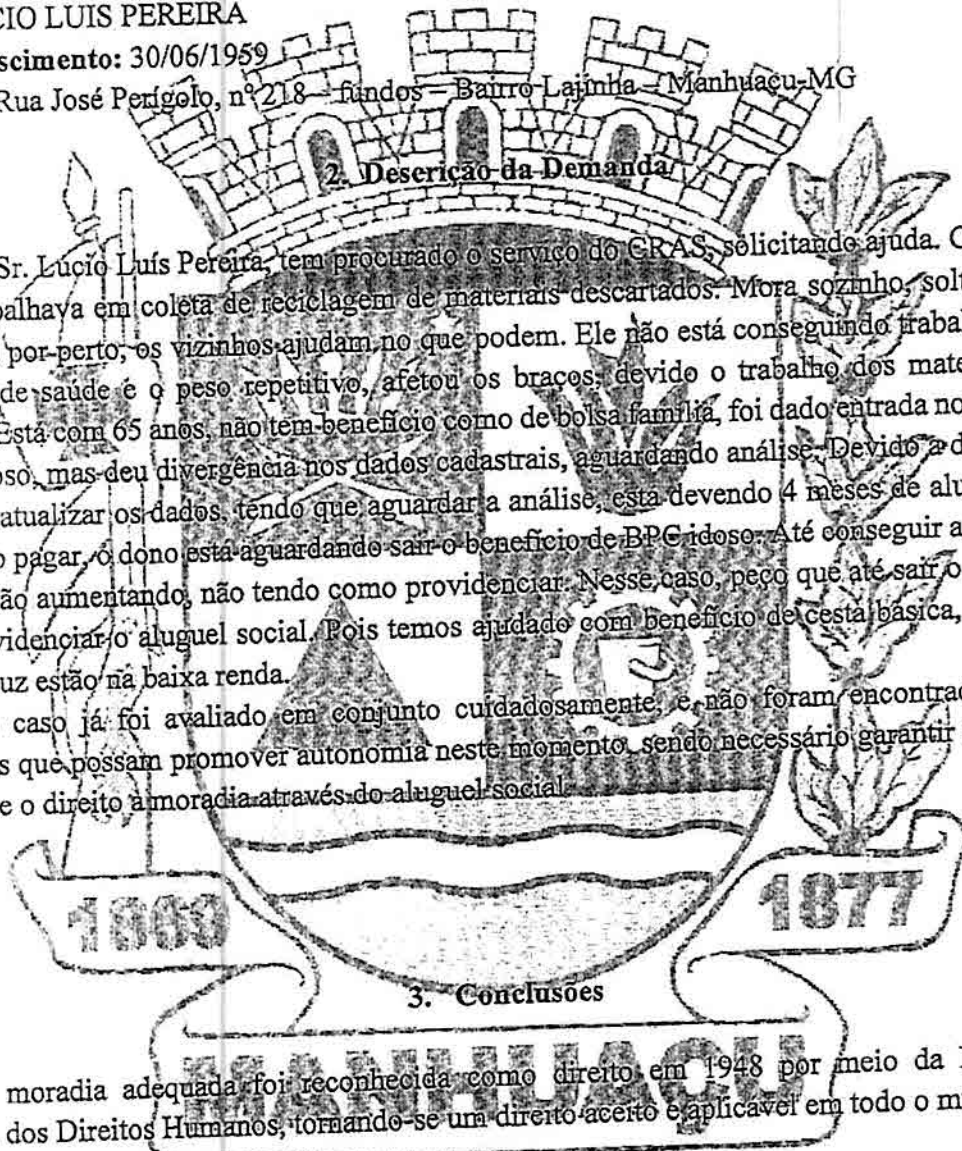 CIO LUIS PEREIRA
scimento: 30/06/1959
Rua José Perígolo, nº 218 – fundos – Bairro Lajinha – Manhuaçu-MG
2. Descrição da Demanda
Sr. Lúcio Luís Pereira, tem procurado o serviço do CRAS, solicitando ajuda. O
balhava em coleta de reciclagem de materiais descartados. Mora sozinho, solt
por perto, os vizinhos ajudam no que podem. Ele não está conseguindo trabal
de saúde e o peso repetitivo, afetou os braços, devido o trabalho dos mate
Está com 65 anos, não tem benefício como de bolsa família, foi dado entrada no
oso, mas deu divergência nos dados cadastrais, aguardando análise. Devido a d
atualizar os dados, tendo que aguardar a análise, está devendo 4 meses de alu
o pagar, o dono está aguardando sair o benefício de BPC idoso. Até conseguir a
ão aumentando, não tendo como providenciar. Nesse caso, peço que até sair o
videnciar o aluguel social. Pois temos ajudado com benefício de cesta básica,
uz estão na baixa renda.
caso já foi avaliado em conjunto cuidadosamente, e não foram encontrad
s que possam promover autonomia neste momento, sendo necessário garantir
e o direito a moradia através do aluguel social.
1877
3. Conclusões
MANHUAÇU
moradia adequada foi reconhecida como direito em 1948 por meio da
dos Direitos Humanos, tornando-se um direito aceito e aplicável em todo o m